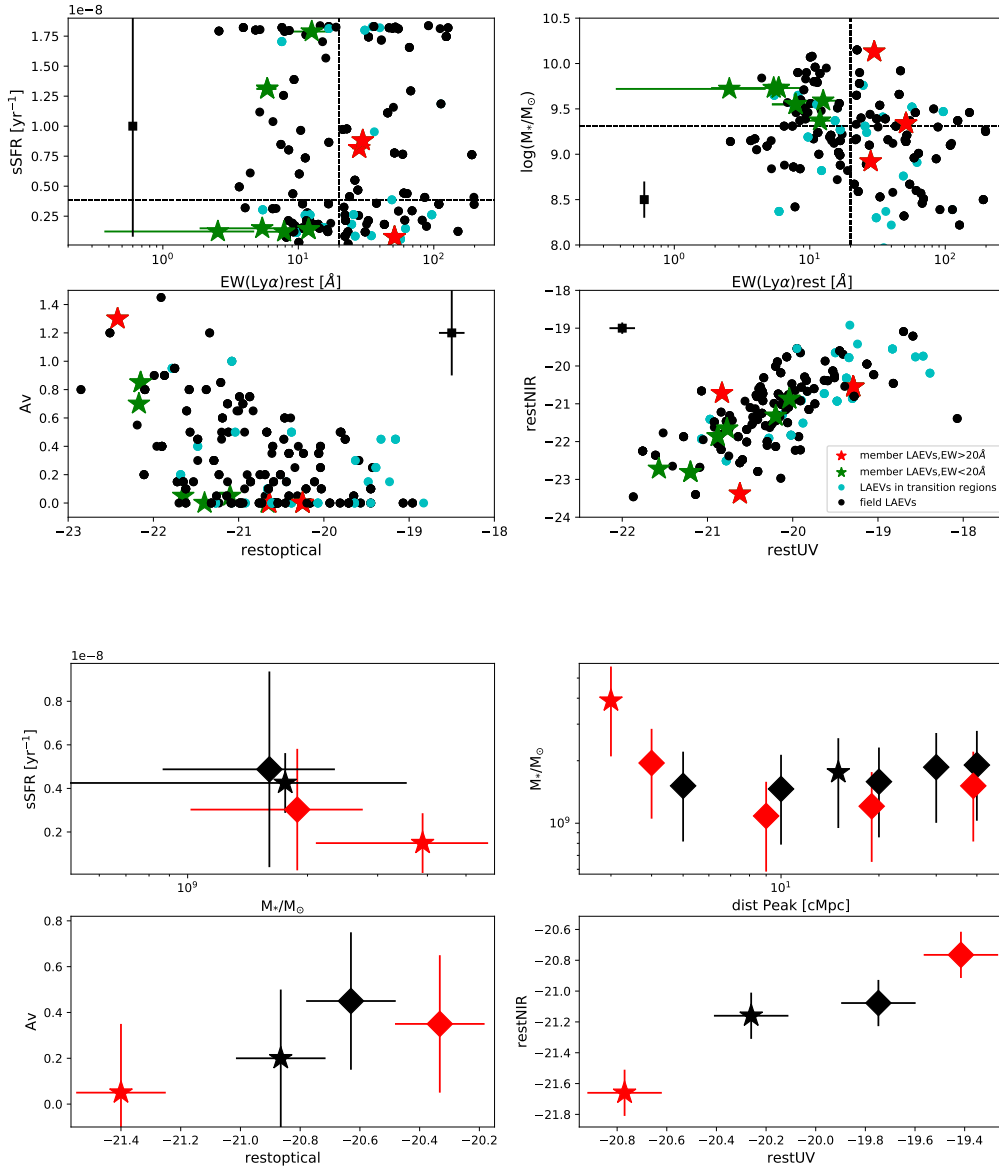 1e−8
sSFR [yr⁻¹]
1.75
1.50
1.25
1.00
0.75
0.50
0.25
10⁰ 10¹ 10²
EW(Lyα)rest [Å]
log(M*/M⊙)
10.5
10.0
9.5
9.0
8.5
8.0
10⁰ 10¹ 10²
EW(Lyα)rest [Å]
Av
1.4
1.2
1.0
0.8
0.6
0.4
0.2
0.0
−23 −22 −21 −20 −19 −18
restoptical
restNIR
−18
−19
−20
−21
−22
−23
−24
member LAEVs,EW>20Å
member LAEVs,EW<20Å
LAEVs in transition regions
field LAEVs
−22 −21 −20 −19 −18
restUV
1e−8
sSFR [yr⁻¹]
0.8
0.6
0.4
0.2
10⁹
M*/M⊙
M*/M⊙
10⁹
10¹
dist Peak [cMpc]
Av
0.8
0.6
0.4
0.2
0.0
−21.4 −21.2 −21.0 −20.8 −20.6 −20.4 −20.2
restoptical
restNIR
−20.6
−20.8
−21.0
−21.2
−21.4
−21.6
−21.8
−20.8 −20.6 −20.4 −20.2 −20.0 −19.8 −19.6 −19.4
restUV